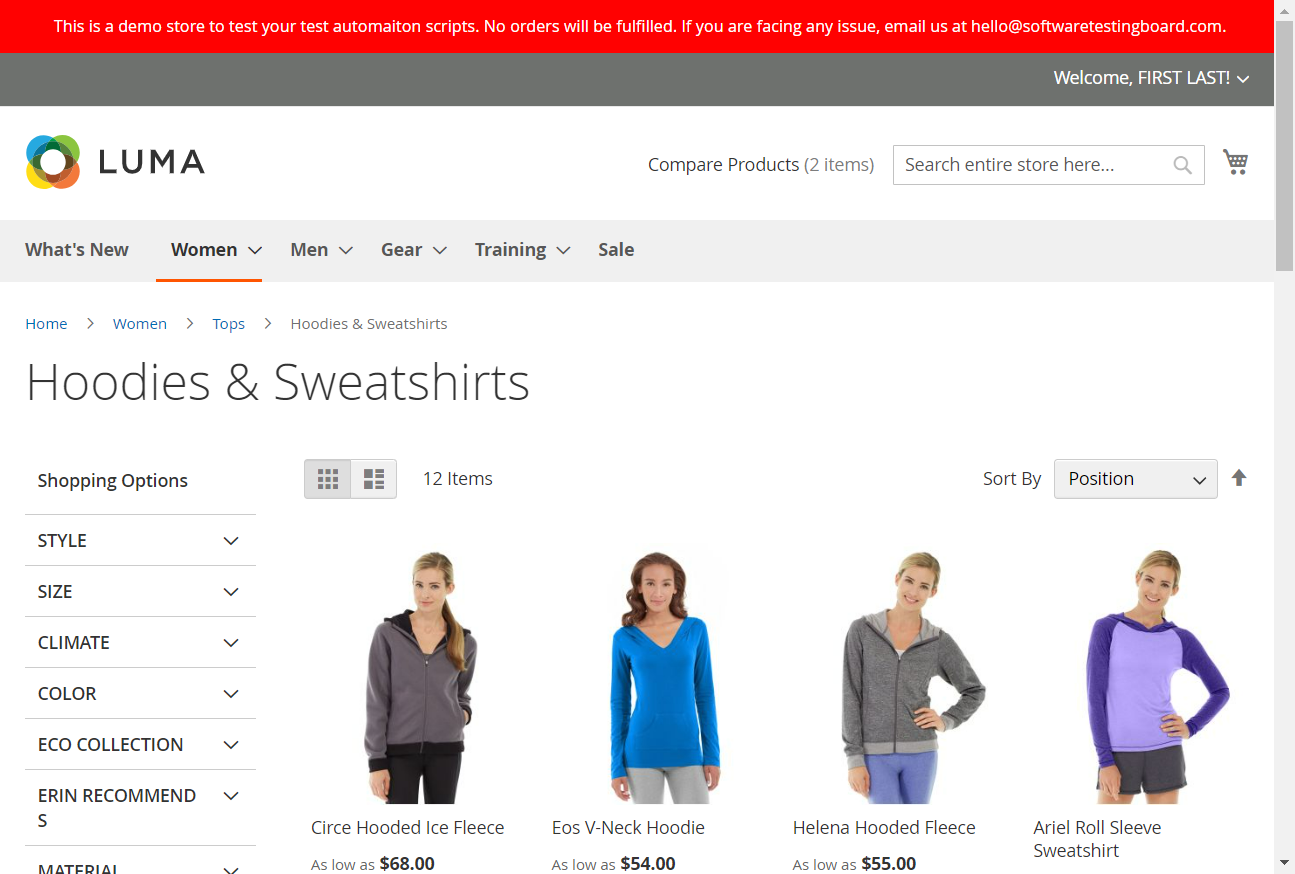 This is a demo store to test your test automaiton scripts. No orders will be fulfilled. If you are facing any issue, email us at hello@softwaretestingboard.com.
Welcome, FIRST LAST!
LUMA
Compare Products (2 items)
Search entire store here...
What's New
Women
Men
Gear
Training
Sale
Home > Women > Tops > Hoodies & Sweatshirts
Hoodies & Sweatshirts
Shopping Options
12 Items
Sort By
Position
STYLE
SIZE
CLIMATE
COLOR
ECO COLLECTION
ERIN RECOMMEND
S
MATERIAL
Circe Hooded Ice Fleece
As low as $68.00
Eos V-Neck Hoodie
As low as $54.00
Helena Hooded Fleece
As low as $55.00
Ariel Roll Sleeve
Sweatshirt